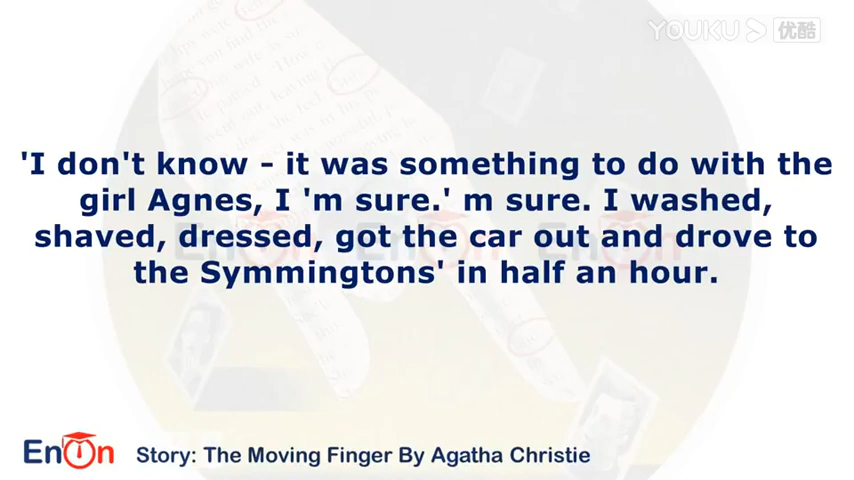 YOUKU 优酷
'I don't know - it was something to do with the
girl Agnes, I 'm sure.' m sure. I washed,
shaved, dressed, got the car out and drove to
the Symmingtons' in half an hour.
EnOn
Story: The Moving Finger By Agatha Christie